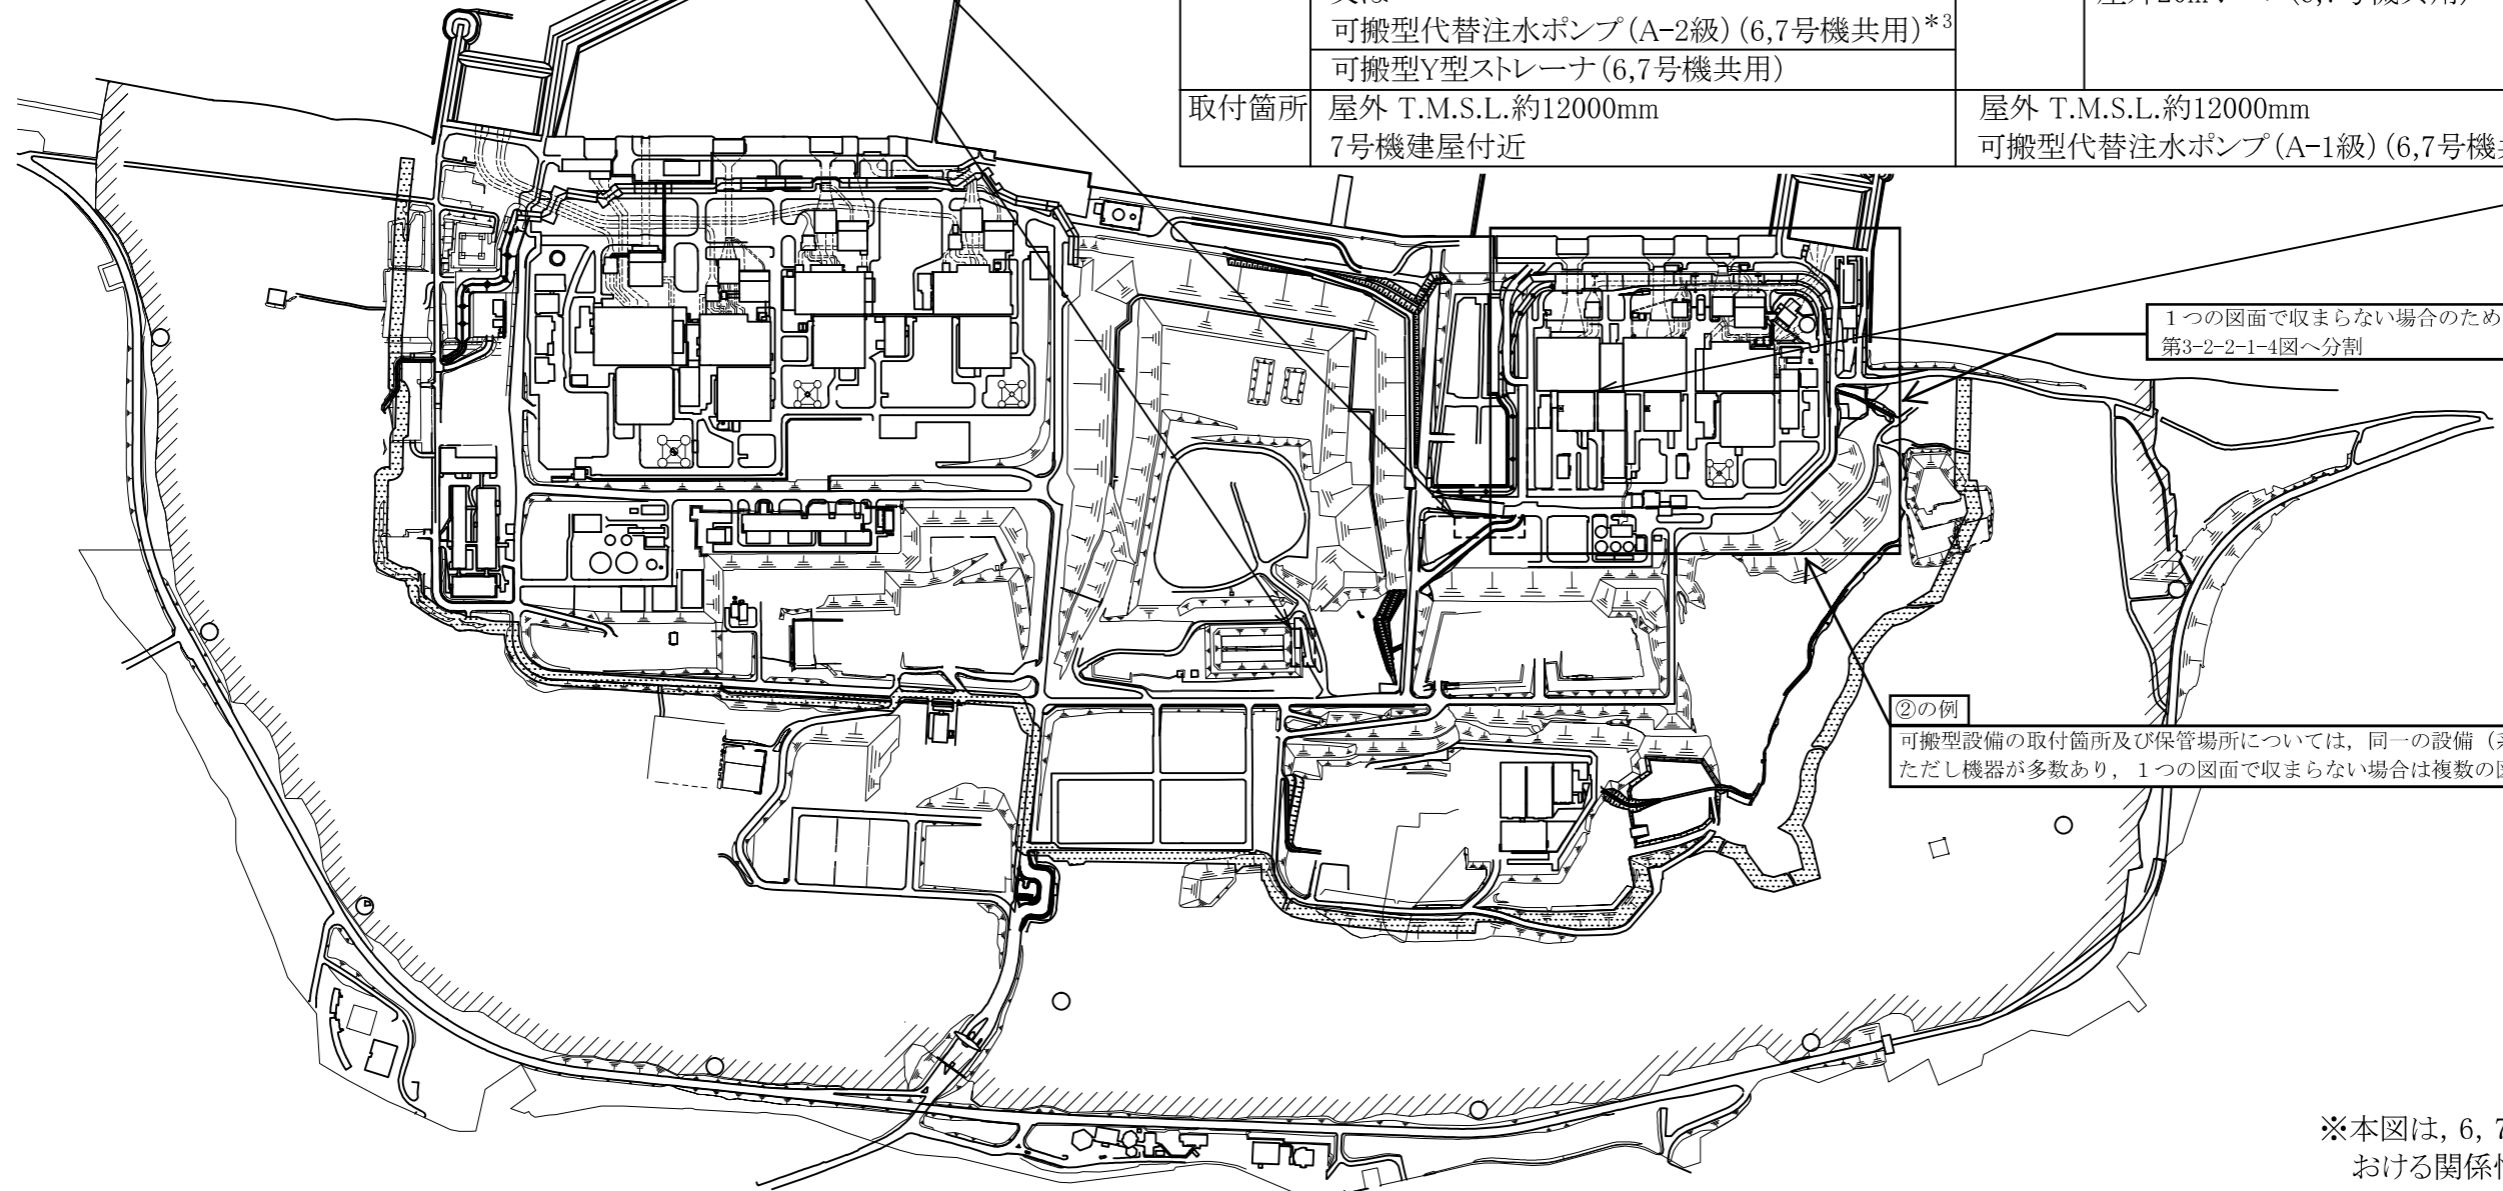 可搬型代替注水ポンプ(A-2級)(6,7号機共用)*3
可搬型Y型ストレーナ(6,7号機共用)
取付箇所
屋外 T.M.S.L.約12000mm
7号機建屋付近
屋外 T.M.S.L.約12000mm
可搬型代替注水ポンプ(A-1級)(6,7号機
1つの図面で収まらない場合のため
第3-2-2-1-4図へ分割
②の例
可搬型設備の取付箇所及び保管場所については，同一の設備（
ただし機器が多数あり，1つの図面で収まらない場合は複数の
※本図は, 6, 7
おける関係